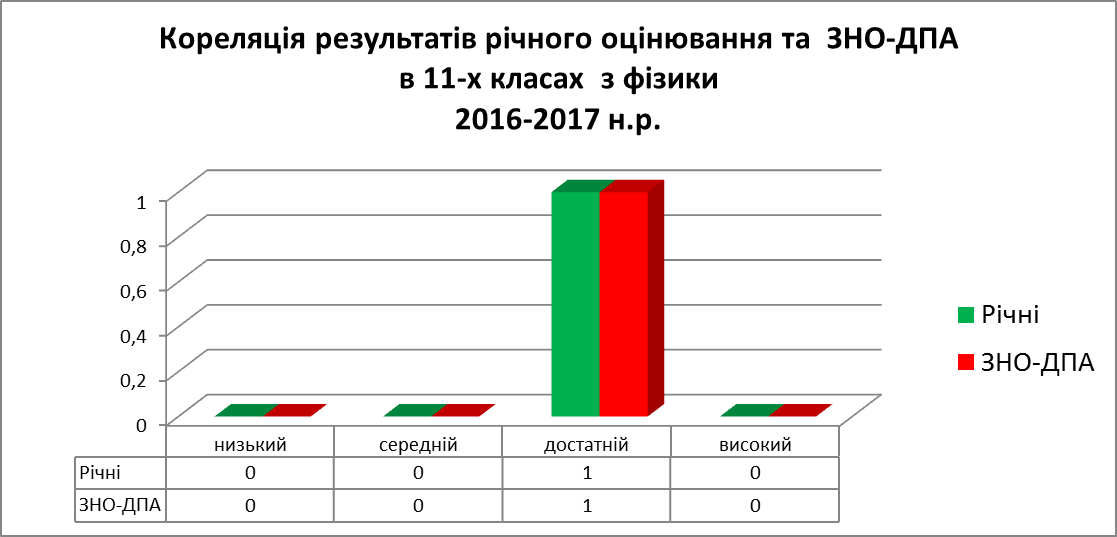 Кореляція результатів річного оцінювання та ЗНО-ДПА
в 11-х класах з фізики
2016-2017 н.р.
1
0,8
0,6
0,4
0,2
0
низький середній достатній високий
Річні 0 0 1 0
ЗНО-ДПА 0 0 1 0
Річні
ЗНО-ДПА